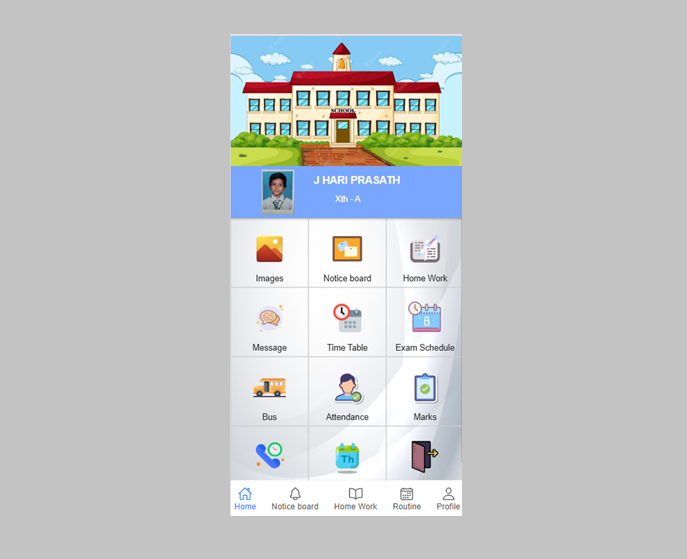 SCHOOL
J HARI PRASATH
Xth - A
Images
Notice board
Home Work
Message
Time Table
Exam Schedule
8
Bus
Attendance
Marks
Th
Home
Notice board
Home Work
Routine
Profile